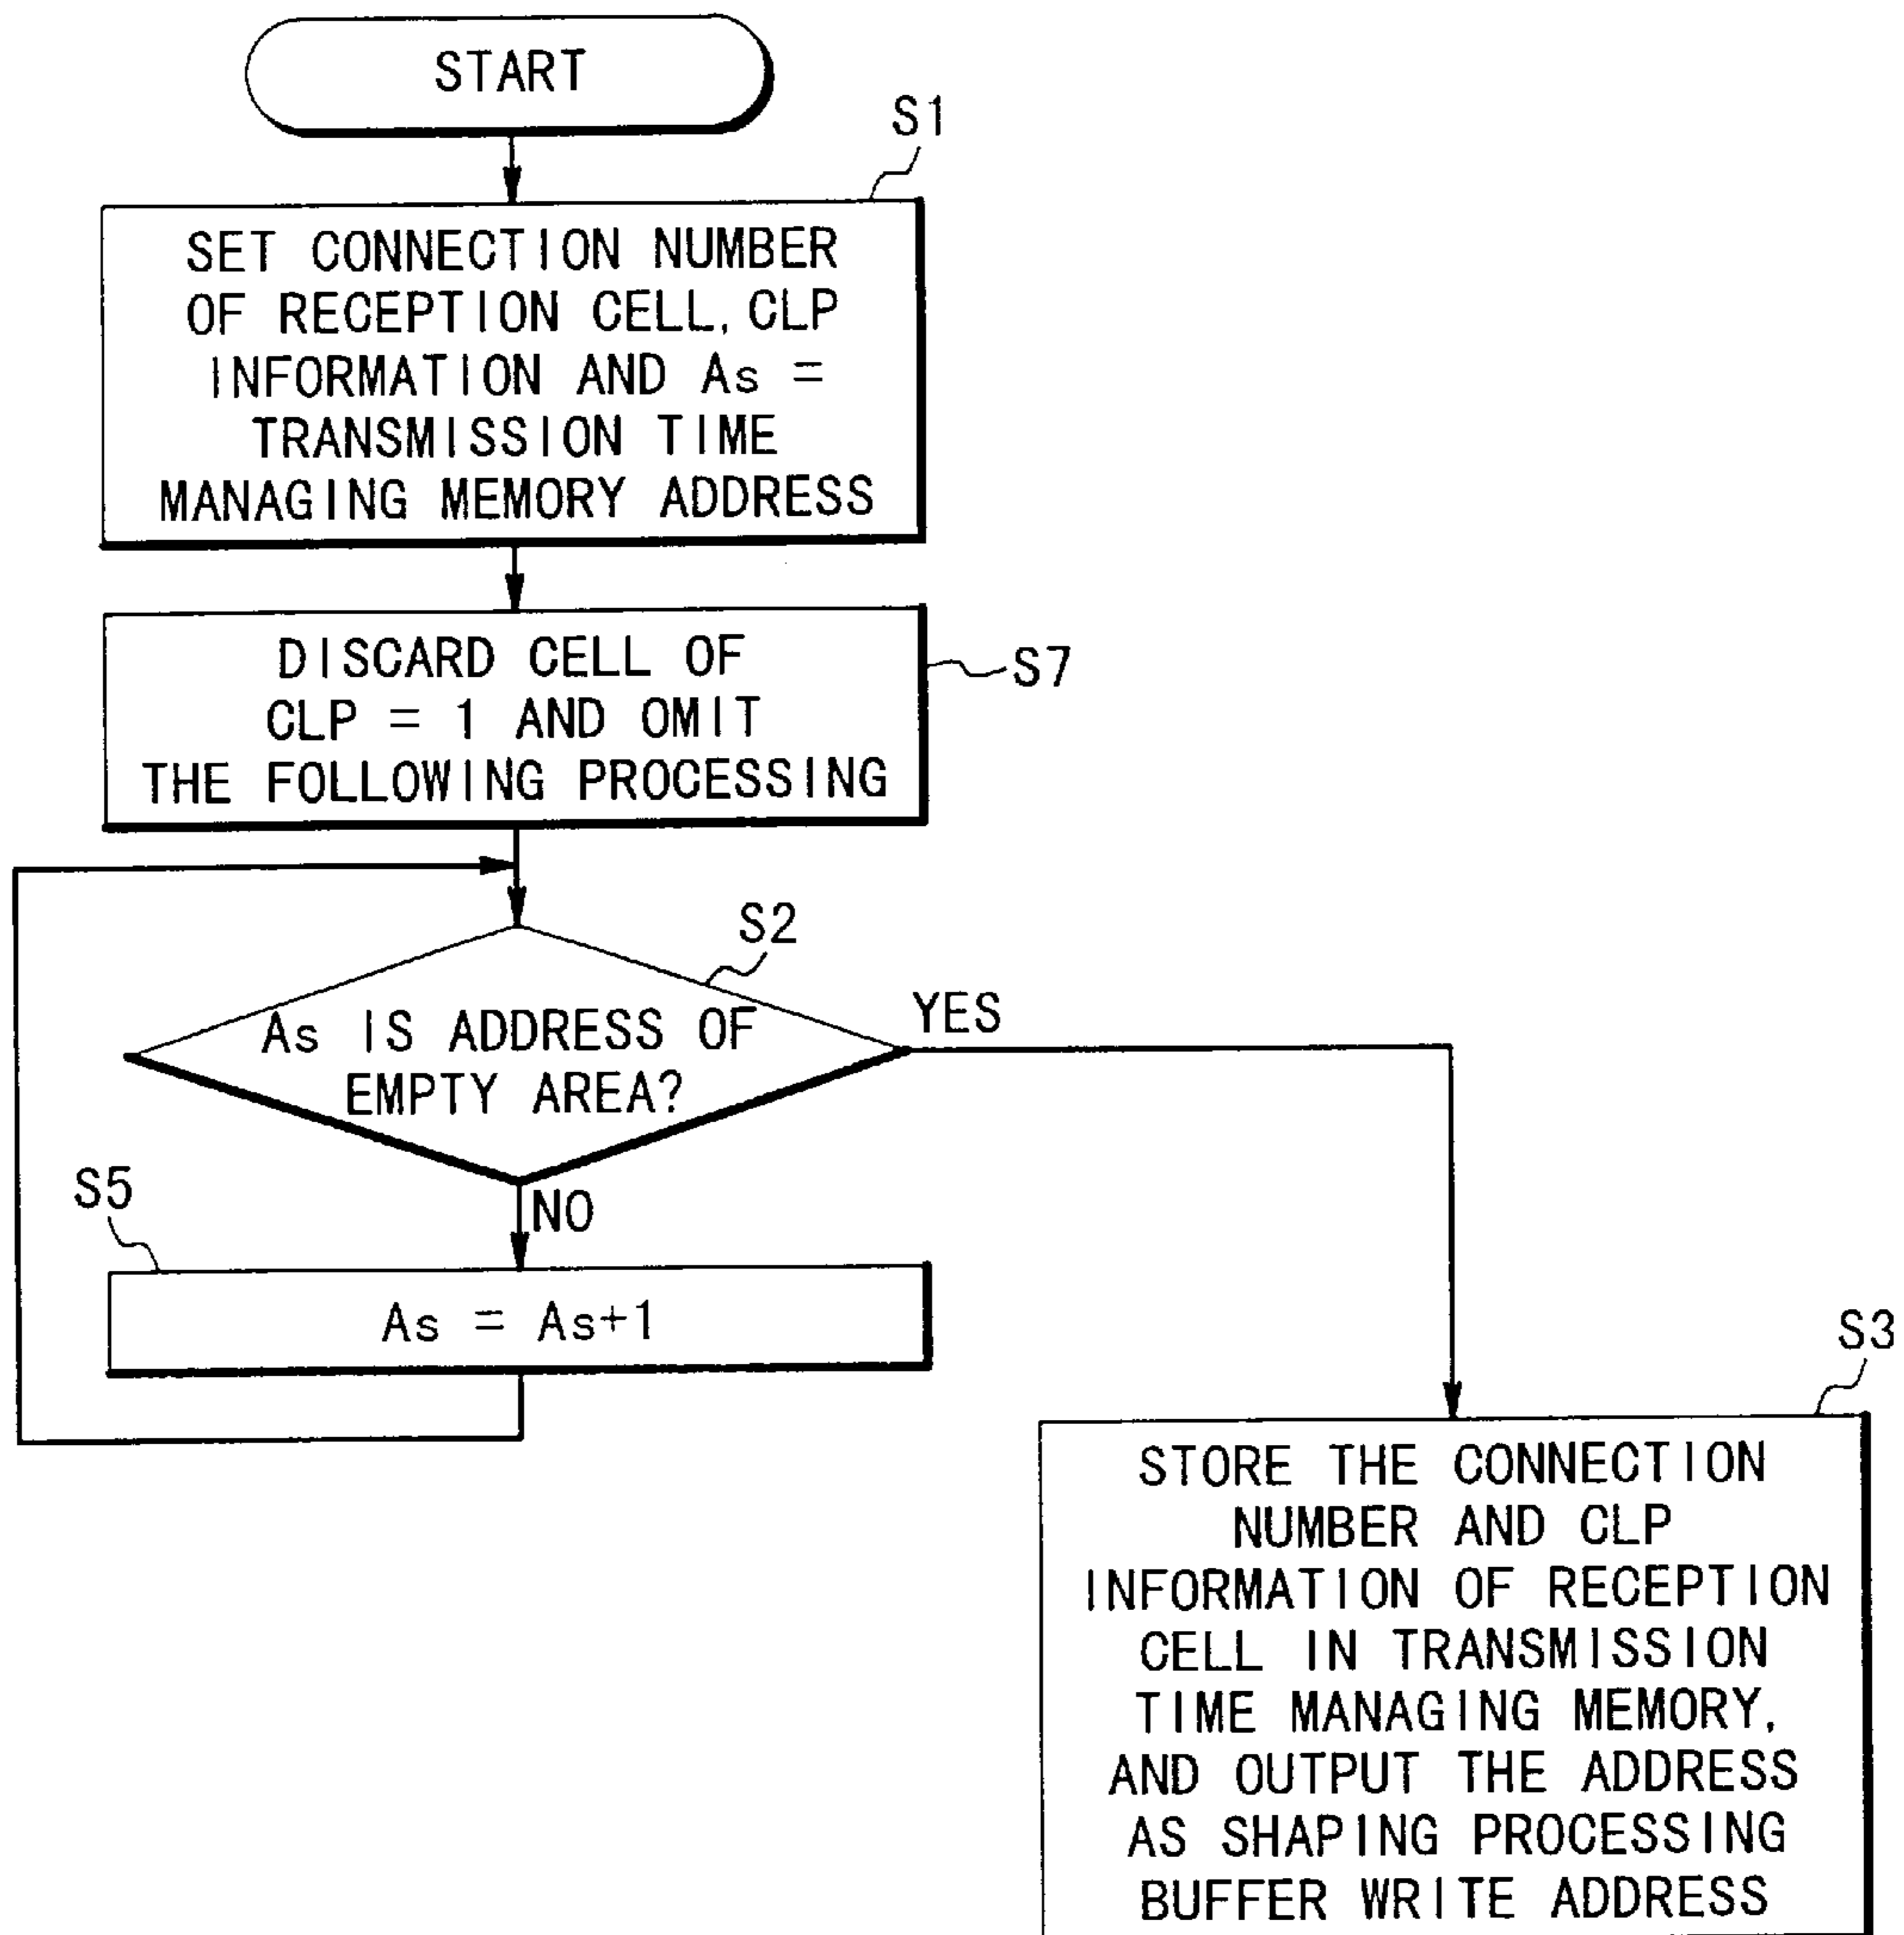 START
S1
SET CONNECTION NUMBER
OF RECEPTION CELL, CLP
INFORMATION AND As =
TRANSMISSION TIME
MANAGING MEMORY ADDRESS
DISCARD CELL OF
CLP = 1 AND OMIT
THE FOLLOWING PROCESSING
S7
S2
As IS ADDRESS OF
EMPTY AREA?
YES
NO
S5
As = As+1
S3
STORE THE CONNECTION
NUMBER AND CLP
INFORMATION OF RECEPTION
CELL IN TRANSMISSION
TIME MANAGING MEMORY,
AND OUTPUT THE ADDRESS
AS SHAPING PROCESSING
BUFFER WRITE ADDRESS